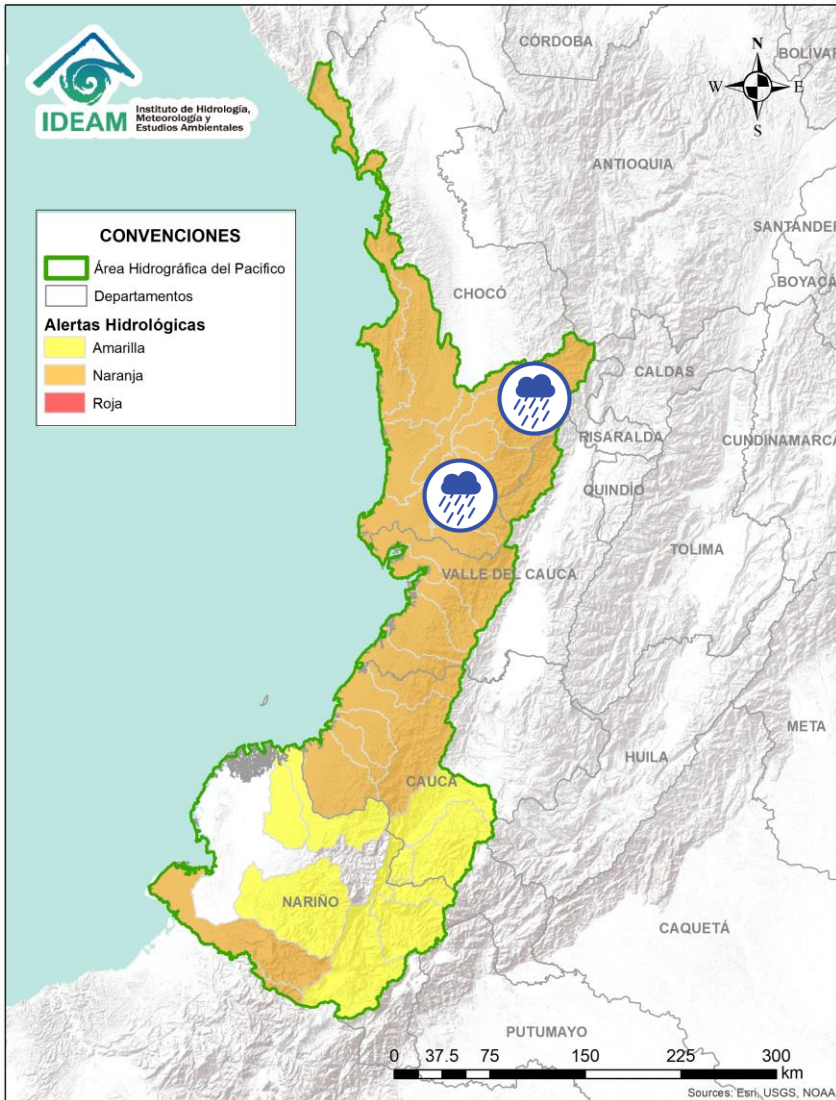 IDEAM
Instituto de Hidrología,
Meteorología y
Estudios Ambientales
N
W E
S
CÓRDOBA
BOLÍVAR
ANTIOQUIA
SANTANDER
BOYACÁ
CHOCÓ
CALDAS
RISARALDA
CUNDINAMARCA
QUINDÍO
TOLIMA
VALLE DEL CAUCA
META
HUILA
CAUCA
NARIÑO
CAQUETÁ
PUTUMAYO
CONVENCIONES
Área Hidrográfica del Pacifico
Departamentos
Alertas Hidrológicas
Amarilla
Naranja
Roja
0 37.5 75 150 225 300
km
Sources: Esri, USGS, NOAA